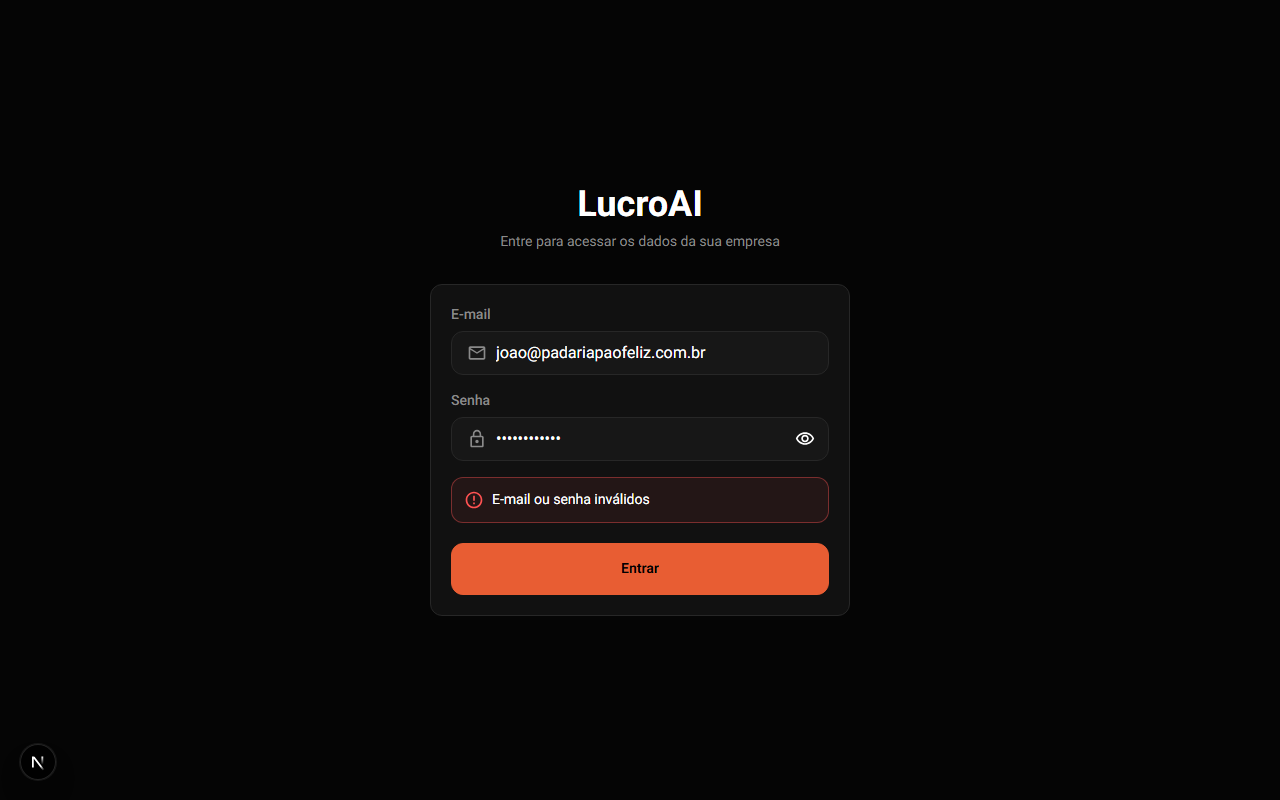 LucroAI
Entre para acessar os dados da sua empresa
E-mail
joao@padariapaofeliz.com.br
Senha
••••••••••••
E-mail ou senha inválidos
Entrar
N